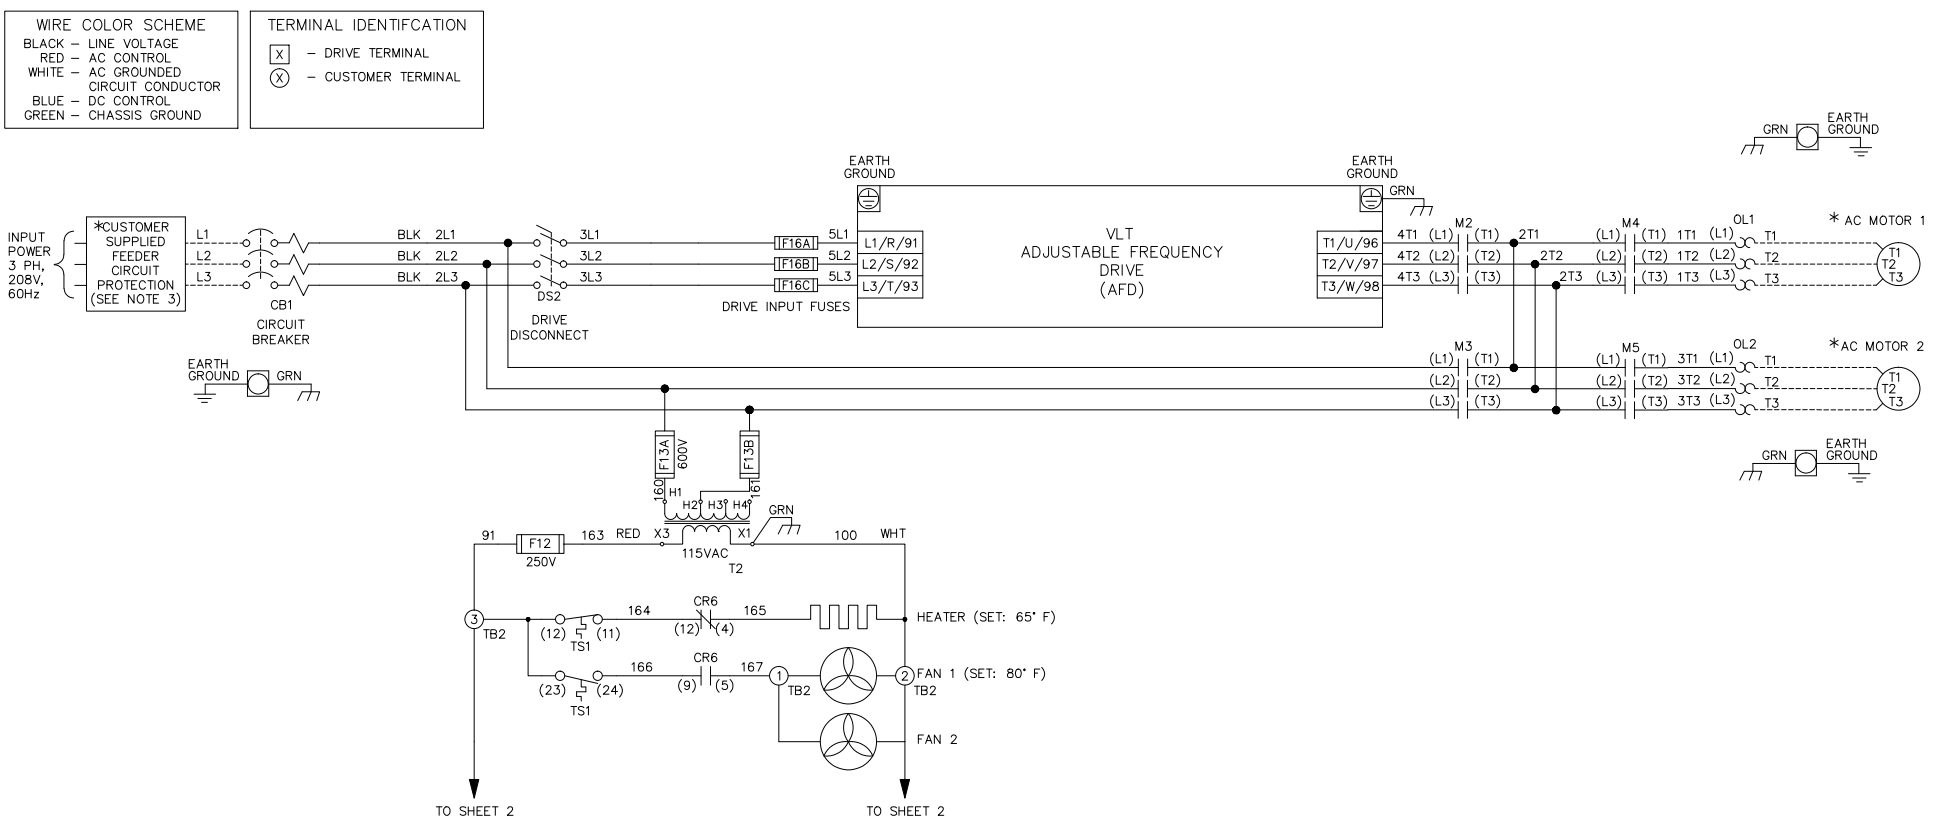 WIRE COLOR SCHEME
BLACK – LINE VOLTAGE
RED – AC CONTROL
WHITE – AC GROUNDED
CIRCUIT CONDUCTOR
BLUE – DC CONTROL
GREEN – CHASSIS GROUND
TERMINAL IDENTIFCATION
X – DRIVE TERMINAL
X – CUSTOMER TERMINAL
INPUT
POWER
3 PH,
208V,
60Hz
*CUSTOMER
SUPPLIED
FEEDER
CIRCUIT
PROTECTION
(SEE NOTE 3)
L1
L2
L3
CB1
CIRCUIT
BREAKER
EARTH
GROUND
GRN
BLK 2L1
BLK 2L2
BLK 2L3
DS2
DRIVE
DISCONNECT
3L1
3L2
3L3
F16A
F16B
F16C
DRIVE INPUT FUSES
5L1
5L2
5L3
EARTH
GROUND
L1/R/91
L2/S/92
L3/T/93
VLT
ADJUSTABLE FREQUENCY
DRIVE
(AFD)
EARTH
GROUND
GRN
T1/U/96
T2/V/97
T3/W/98
4T1 (L1) M2 (T1) 2T1 (L1) M4 (T1) 1T1 (L1) OL1 T1
4T2 (L2) (T2) 2T2 (L2) (T2) 1T2 (L2) T2
4T3 (L3) (T3) 2T3 (L3) (T3) 1T3 (L3) T3
* AC MOTOR 1
T1
T2
T3
GRN
EARTH
GROUND
(L1) M3 (T1) (L1) M5 (T1) 3T1 (L1) OL2 T1
(L2) (T2) (L2) (T2) 3T2 (L2) T2
(L3) (T3) (L3) (T3) 3T3 (L3) T3
*AC MOTOR 2
T1
T2
T3
GRN
EARTH
GROUND
F13A
600V
F13B
160
161
H1
H2
H3
H4
GRN
91
F12
250V
163 RED X3
115VAC
X1
T2
100 WHT
3
TB2
(12) TS1 (11)
164
CR6
(12) (4)
165
HEATER (SET: 65° F)
(23) TS1 (24)
166
CR6
(9) (5)
167
1
TB2
2
TB2
FAN 1 (SET: 80° F)
FAN 2
TO SHEET 2
TO SHEET 2